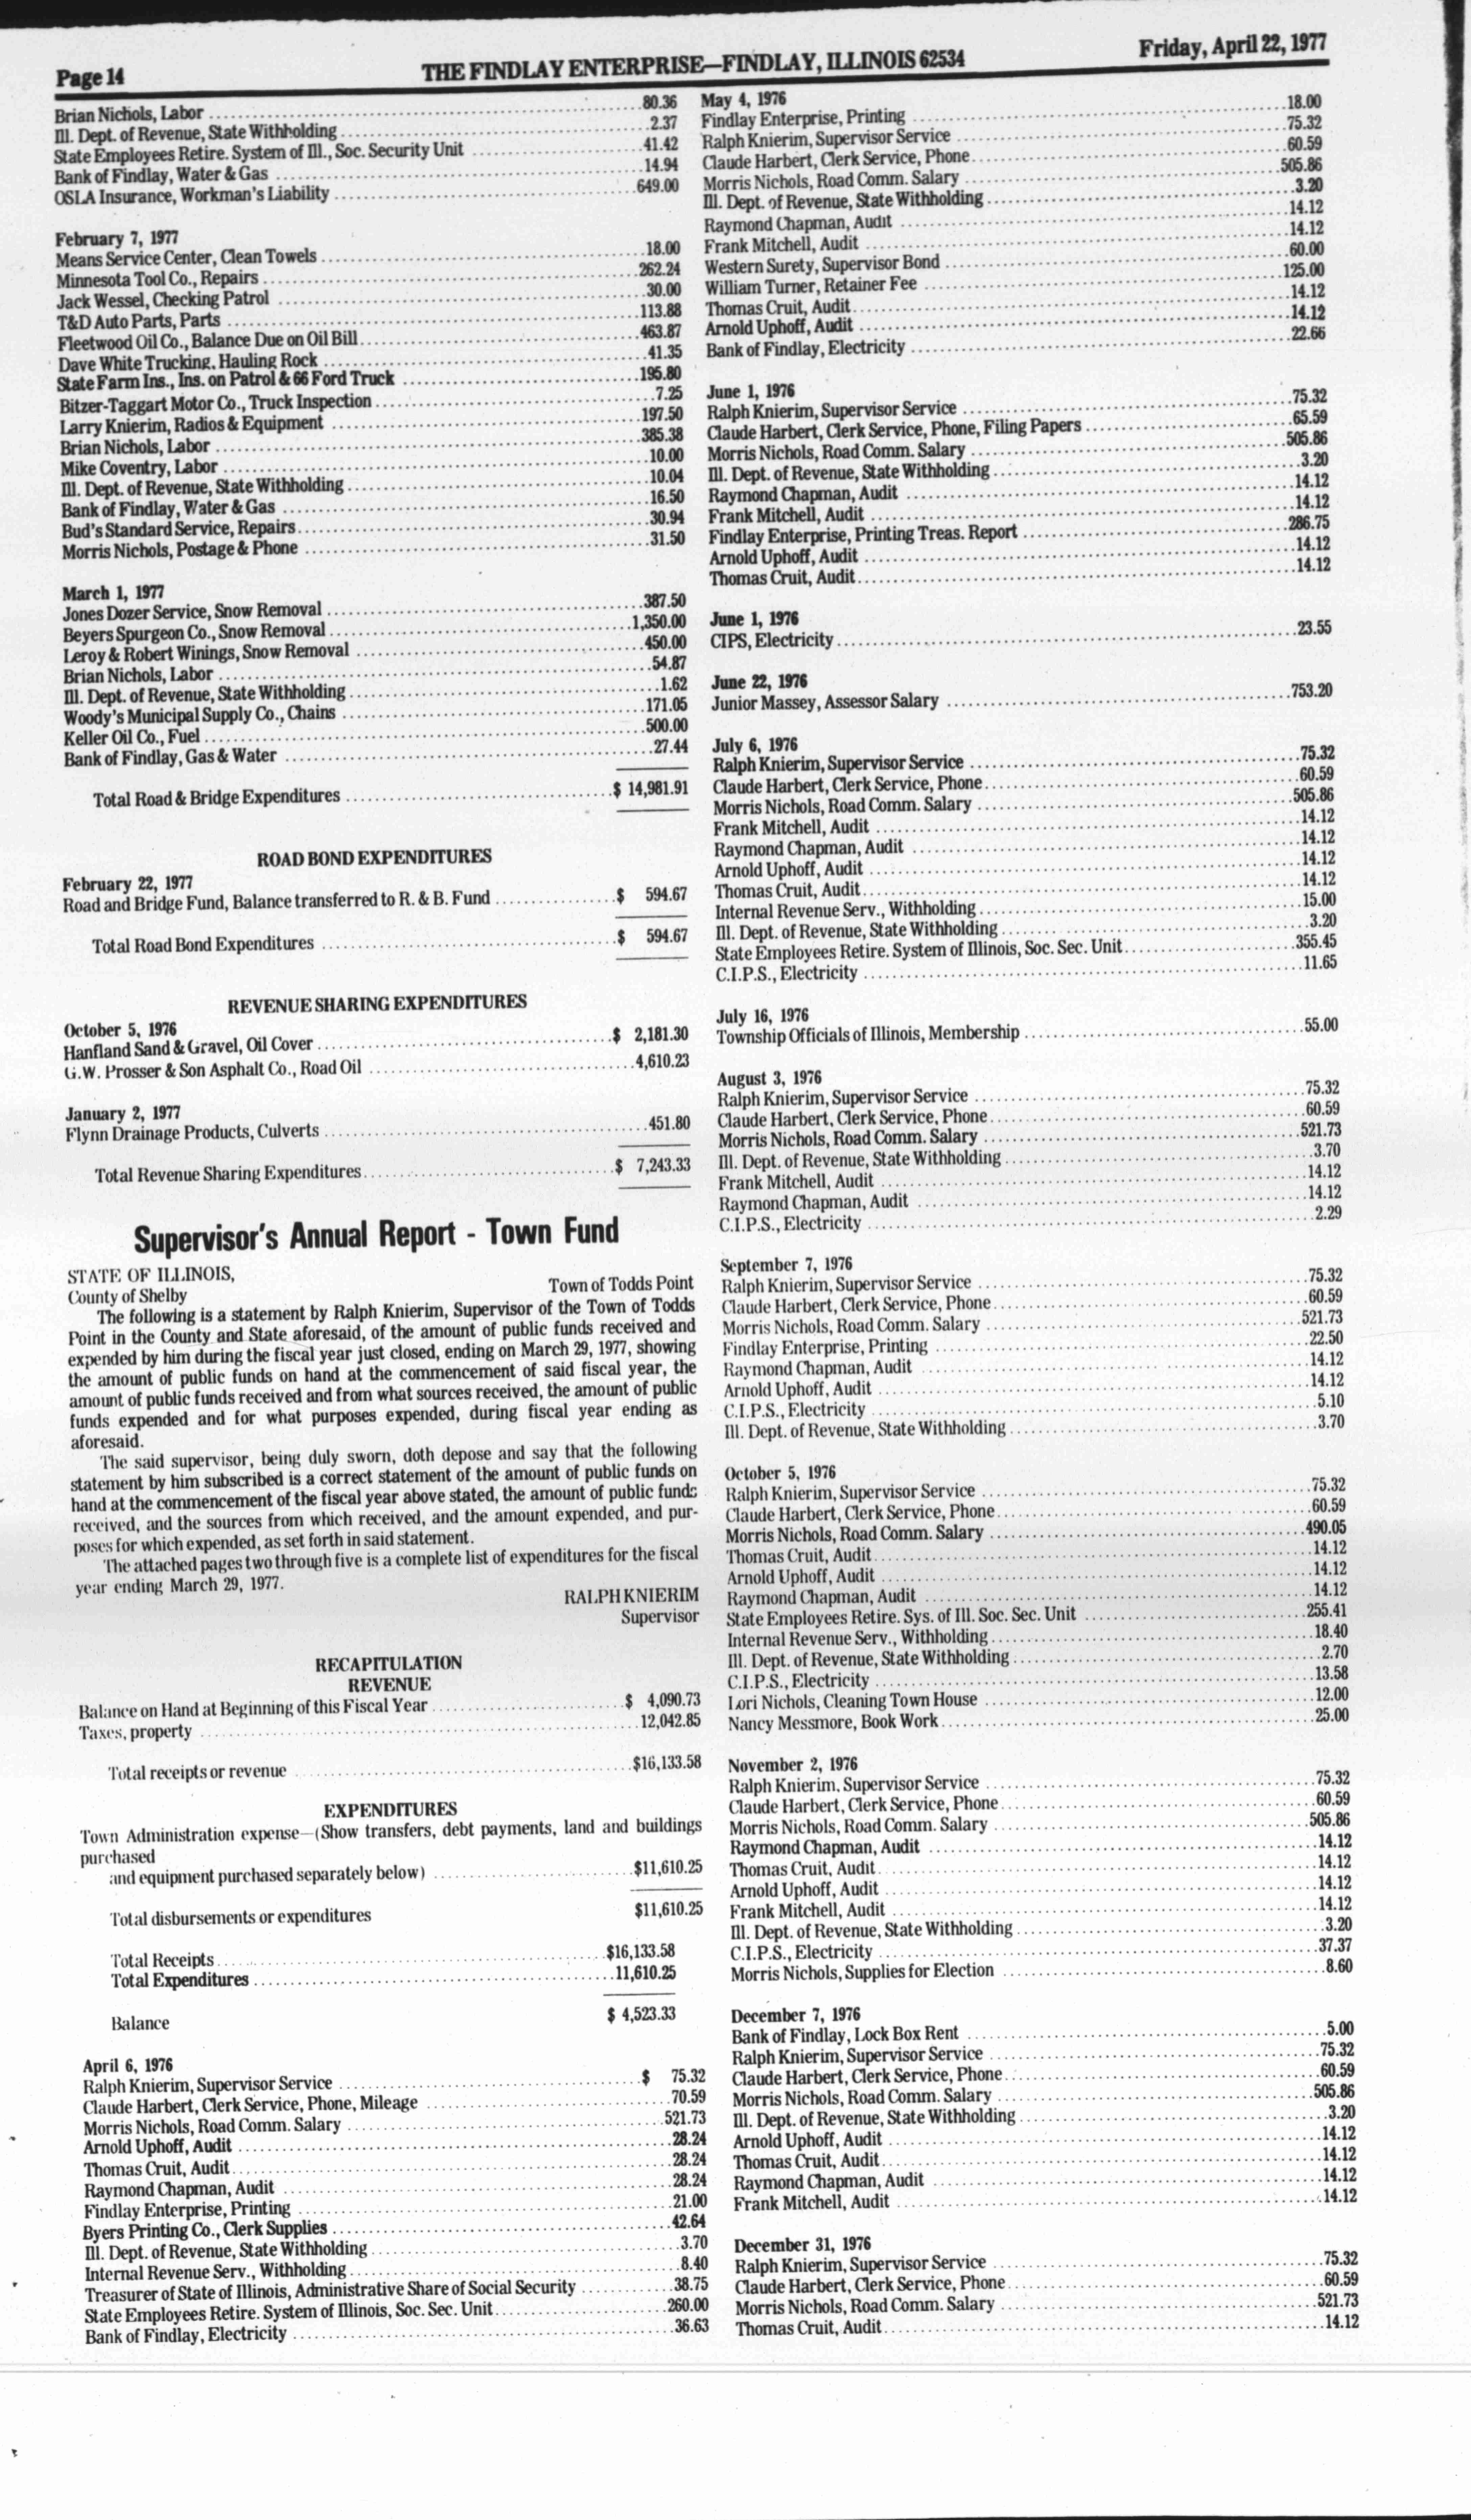 Page 14
THE FINDLAY ENTERPRISE—FINDLAY, ILLINOIS 62534
Friday, April 22, 1977
Brian Nichols, Labor 80.36
Ill. Dept. of Revenue, State Withholding 2.37
State Employees Retire. System of Ill., Soc. Security Unit 41.42
Bank of Findlay, Water & Gas 14.94
OSLA Insurance, Workman's Liability 649.00
February 7, 1977
Means Service Center, Clean Towels 18.00
Minnesota Tool Co., Repairs 262.24
Jack Wessel, Checking Patrol 30.00
T&D Auto Parts, Parts 113.88
Fleetwood Oil Co., Balance Due on Oil Bill 463.87
Dave White Trucking, Hauling Rock 41.35
State Farm Ins., Ins. on Patrol & 66 Ford Truck 195.80
Bitzer-Taggart Motor Co., Truck Inspection 7.25
Larry Knierim, Radios & Equipment 197.50
Brian Nichols, Labor 385.38
Mike Coventry, Labor 10.00
Ill. Dept. of Revenue, State Withholding 10.04
Bank of Findlay, Water & Gas 16.50
Bud's Standard Service, Repairs 30.94
Morris Nichols, Postage & Phone 31.50
March 1, 1977
Jones Dozer Service, Snow Removal 387.50
Beyers Spurgeon Co., Snow Removal 1,350.00
Leroy & Robert Winings, Snow Removal 450.00
Brian Nichols, Labor 54.87
Ill. Dept. of Revenue, State Withholding 1.62
Woody's Municipal Supply Co., Chains 171.05
Keller Oil Co., Fuel 500.00
Bank of Findlay, Gas & Water 27.44
Total Road & Bridge Expenditures $ 14,981.91
ROAD BOND EXPENDITURES
February 22, 1977
Road and Bridge Fund, Balance transferred to R. & B. Fund $ 594.67
Total Road Bond Expenditures $ 594.67
REVENUE SHARING EXPENDITURES
October 5, 1976
Hanfland Sand & Gravel, Oil Cover $ 2,181.30
G.W. Prosser & Son Asphalt Co., Road Oil 4,610.23
January 2, 1977
Flynn Drainage Products, Culverts 451.80
Total Revenue Sharing Expenditures $ 7,243.33
Supervisor's Annual Report - Town Fund
STATE OF ILLINOIS,
County of Shelby Town of Todds Point
The following is a statement by Ralph Knierim, Supervisor of the Town of Todds
Point in the County and State aforesaid, of the amount of public funds received and
expended by him during the fiscal year just closed, ending on March 29, 1977, showing
the amount of public funds on hand at the commencement of said fiscal year, the
amount of public funds received and from what sources received, the amount of public
funds expended and for what purposes expended, during fiscal year ending as
aforesaid.
The said supervisor, being duly sworn, doth depose and say that the following
statement by him subscribed is a correct statement of the amount of public funds on
hand at the commencement of the fiscal year above stated, the amount of public funds
received, and the sources from which received, and the amount expended, and pur-
poses for which expended, as set forth in said statement.
The attached pages two through five is a complete list of expenditures for the fiscal
year ending March 29, 1977.
RALPH KNIERIM
Supervisor
RECAPITULATION
REVENUE
Balance on Hand at Beginning of this Fiscal Year $ 4,090.73
Taxes, property 12,042.85
Total receipts or revenue $16,133.58
EXPENDITURES
Town Administration expense—(Show transfers, debt payments, land and buildings
purchased
and equipment purchased separately below) $11,610.25
Total disbursements or expenditures $11,610.25
Total Receipts $16,133.58
Total Expenditures 11,610.25
Balance $ 4,523.33
April 6, 1976
Ralph Knierim, Supervisor Service $ 75.32
Claude Harbert, Clerk Service, Phone, Mileage 70.59
Morris Nichols, Road Comm. Salary 521.73
Arnold Uphoff, Audit 28.24
Thomas Cruit, Audit 28.24
Raymond Chapman, Audit 28.24
Findlay Enterprise, Printing 21.00
Byers Printing Co., Clerk Supplies 42.64
Ill. Dept. of Revenue, State Withholding 3.70
Internal Revenue Serv., Withholding 8.40
Treasurer of State of Illinois, Administrative Share of Social Security 38.75
State Employees Retire. System of Illinois, Soc. Sec. Unit 260.00
Bank of Findlay, Electricity 36.63
May 4, 1976
Findlay Enterprise, Printing 18.00
Ralph Knierim, Supervisor Service 75.32
Claude Harbert, Clerk Service, Phone 60.59
Morris Nichols, Road Comm. Salary 505.86
Ill. Dept. of Revenue, State Withholding 3.20
Raymond Chapman, Audit 14.12
Frank Mitchell, Audit 14.12
Western Surety, Supervisor Bond 60.00
William Turner, Retainer Fee 125.00
Thomas Cruit, Audit 14.12
Arnold Uphoff, Audit 14.12
Bank of Findlay, Electricity 22.66
June 1, 1976
Ralph Knierim, Supervisor Service 75.32
Claude Harbert, Clerk Service, Phone, Filing Papers 65.59
Morris Nichols, Road Comm. Salary 505.86
Ill. Dept. of Revenue, State Withholding 3.20
Raymond Chapman, Audit 14.12
Frank Mitchell, Audit 14.12
Findlay Enterprise, Printing Treas. Report 286.75
Arnold Uphoff, Audit 14.12
Thomas Cruit, Audit 14.12
June 1, 1976
CIPS, Electricity 23.55
June 22, 1976
Junior Massey, Assessor Salary 753.20
July 6, 1976
Ralph Knierim, Supervisor Service 75.32
Claude Harbert, Clerk Service, Phone 60.59
Morris Nichols, Road Comm. Salary 505.86
Frank Mitchell, Audit 14.12
Raymond Chapman, Audit 14.12
Arnold Uphoff, Audit 14.12
Thomas Cruit, Audit 14.12
Internal Revenue Serv., Withholding 15.00
Ill. Dept. of Revenue, State Withholding 3.20
State Employees Retire. System of Illinois, Soc. Sec. Unit 355.45
C.I.P.S., Electricity 11.65
July 16, 1976
Township Officials of Illinois, Membership 55.00
August 3, 1976
Ralph Knierim, Supervisor Service 75.32
Claude Harbert, Clerk Service, Phone 60.59
Morris Nichols, Road Comm. Salary 521.73
Ill. Dept. of Revenue, State Withholding 3.70
Frank Mitchell, Audit 14.12
Raymond Chapman, Audit 14.12
C.I.P.S., Electricity 2.29
September 7, 1976
Ralph Knierim, Supervisor Service 75.32
Claude Harbert, Clerk Service, Phone 60.59
Morris Nichols, Road Comm. Salary 521.73
Findlay Enterprise, Printing 22.50
Raymond Chapman, Audit 14.12
Arnold Uphoff, Audit 14.12
C.I.P.S., Electricity 5.10
Ill. Dept. of Revenue, State Withholding 3.70
October 5, 1976
Ralph Knierim, Supervisor Service 75.32
Claude Harbert, Clerk Service, Phone 60.59
Morris Nichols, Road Comm. Salary 490.05
Thomas Cruit, Audit 14.12
Arnold Uphoff, Audit 14.12
Raymond Chapman, Audit 14.12
State Employees Retire. Sys. of Ill. Soc. Sec. Unit 255.41
Internal Revenue Serv., Withholding 18.40
Ill. Dept. of Revenue, State Withholding 2.70
C.I.P.S., Electricity 13.58
Lori Nichols, Cleaning Town House 12.00
Nancy Messmore, Book Work 25.00
November 2, 1976
Ralph Knierim, Supervisor Service 75.32
Claude Harbert, Clerk Service, Phone 60.59
Morris Nichols, Road Comm. Salary 505.86
Raymond Chapman, Audit 14.12
Thomas Cruit, Audit 14.12
Arnold Uphoff, Audit 14.12
Frank Mitchell, Audit 14.12
Ill. Dept. of Revenue, State Withholding 3.20
C.I.P.S., Electricity 37.37
Morris Nichols, Supplies for Election 8.60
December 7, 1976
Bank of Findlay, Lock Box Rent 5.00
Ralph Knierim, Supervisor Service 75.32
Claude Harbert, Clerk Service, Phone 60.59
Morris Nichols, Road Comm. Salary 505.86
Ill. Dept. of Revenue, State Withholding 3.20
Arnold Uphoff, Audit 14.12
Thomas Cruit, Audit 14.12
Raymond Chapman, Audit 14.12
Frank Mitchell, Audit 14.12
December 31, 1976
Ralph Knierim, Supervisor Service 75.32
Claude Harbert, Clerk Service, Phone 60.59
Morris Nichols, Road Comm. Salary 521.73
Thomas Cruit, Audit 14.12